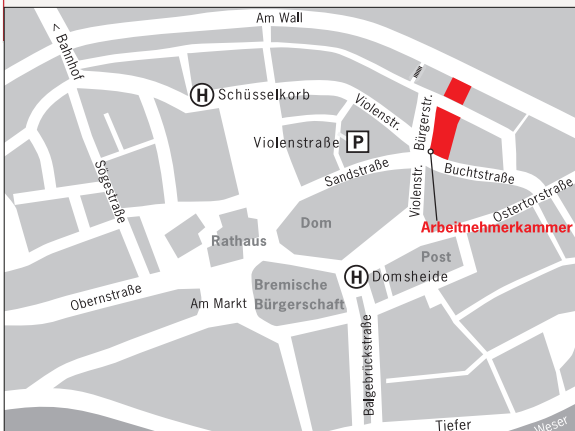 Am Wall
< Bahnhof
H Schüsselkorb
Violenstr.
Bürgerstr.
Violenstraße P
Sandstraße
Buchtstraße
Sögestraße
Violenstr.
Ostertorstraße
Arbeitnehmerkammer
Dom
Rathaus
Post
H Domsheide
Bremische
Bürgerschaft
Obernstraße
Am Markt
Balgebrückstraße
Tiefer
Weser